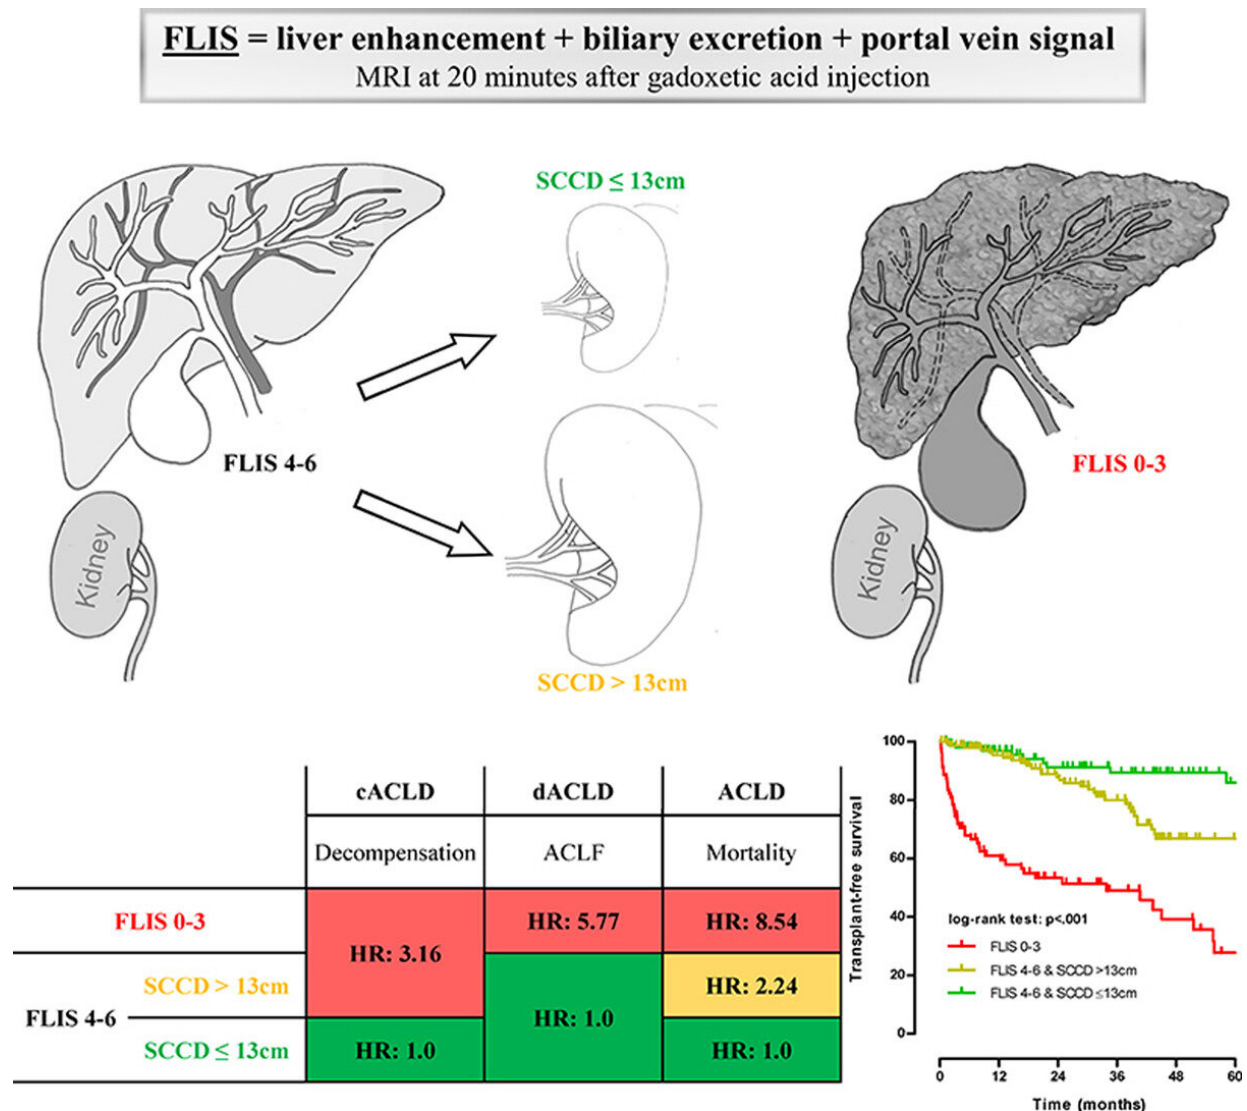 FLIS = liver enhancement + biliary excretion + portal vein signal
MRI at 20 minutes after gadoxetic acid injection
SCCD ≤ 13cm
FLIS 4-6
FLIS 0-3
Kidney
Kidney
SCCD > 13cm
cACLD dACLD ACLD
Decompensation ACLF Mortality
FLIS 0-3 HR: 5.77 HR: 8.54
HR: 3.16
SCCD > 13cm HR: 2.24
FLIS 4-6 HR: 1.0
SCCD ≤ 13cm HR: 1.0 HR: 1.0
Transplant-free survival
100
80
60
40
20
0
log-rank test: p<.001
FLIS 0-3
FLIS 4-6 & SCCD >13cm
FLIS 4-6 & SCCD ≤13cm
0 12 24 36 48 60
Time (months)